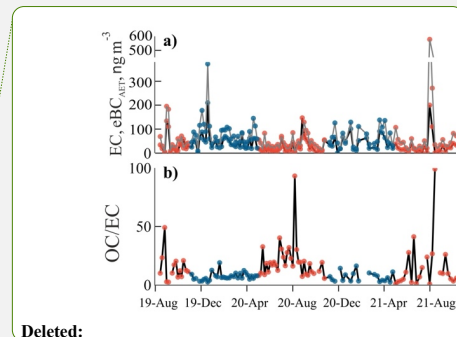 600
500
a)
300
200
100
0
EC, eBC_AET, ng m⁻³
100
b)
50
0
OC/EC
19-Aug 19-Dec 20-Apr 20-Aug 20-Dec 21-Apr 21-Aug
Deleted: